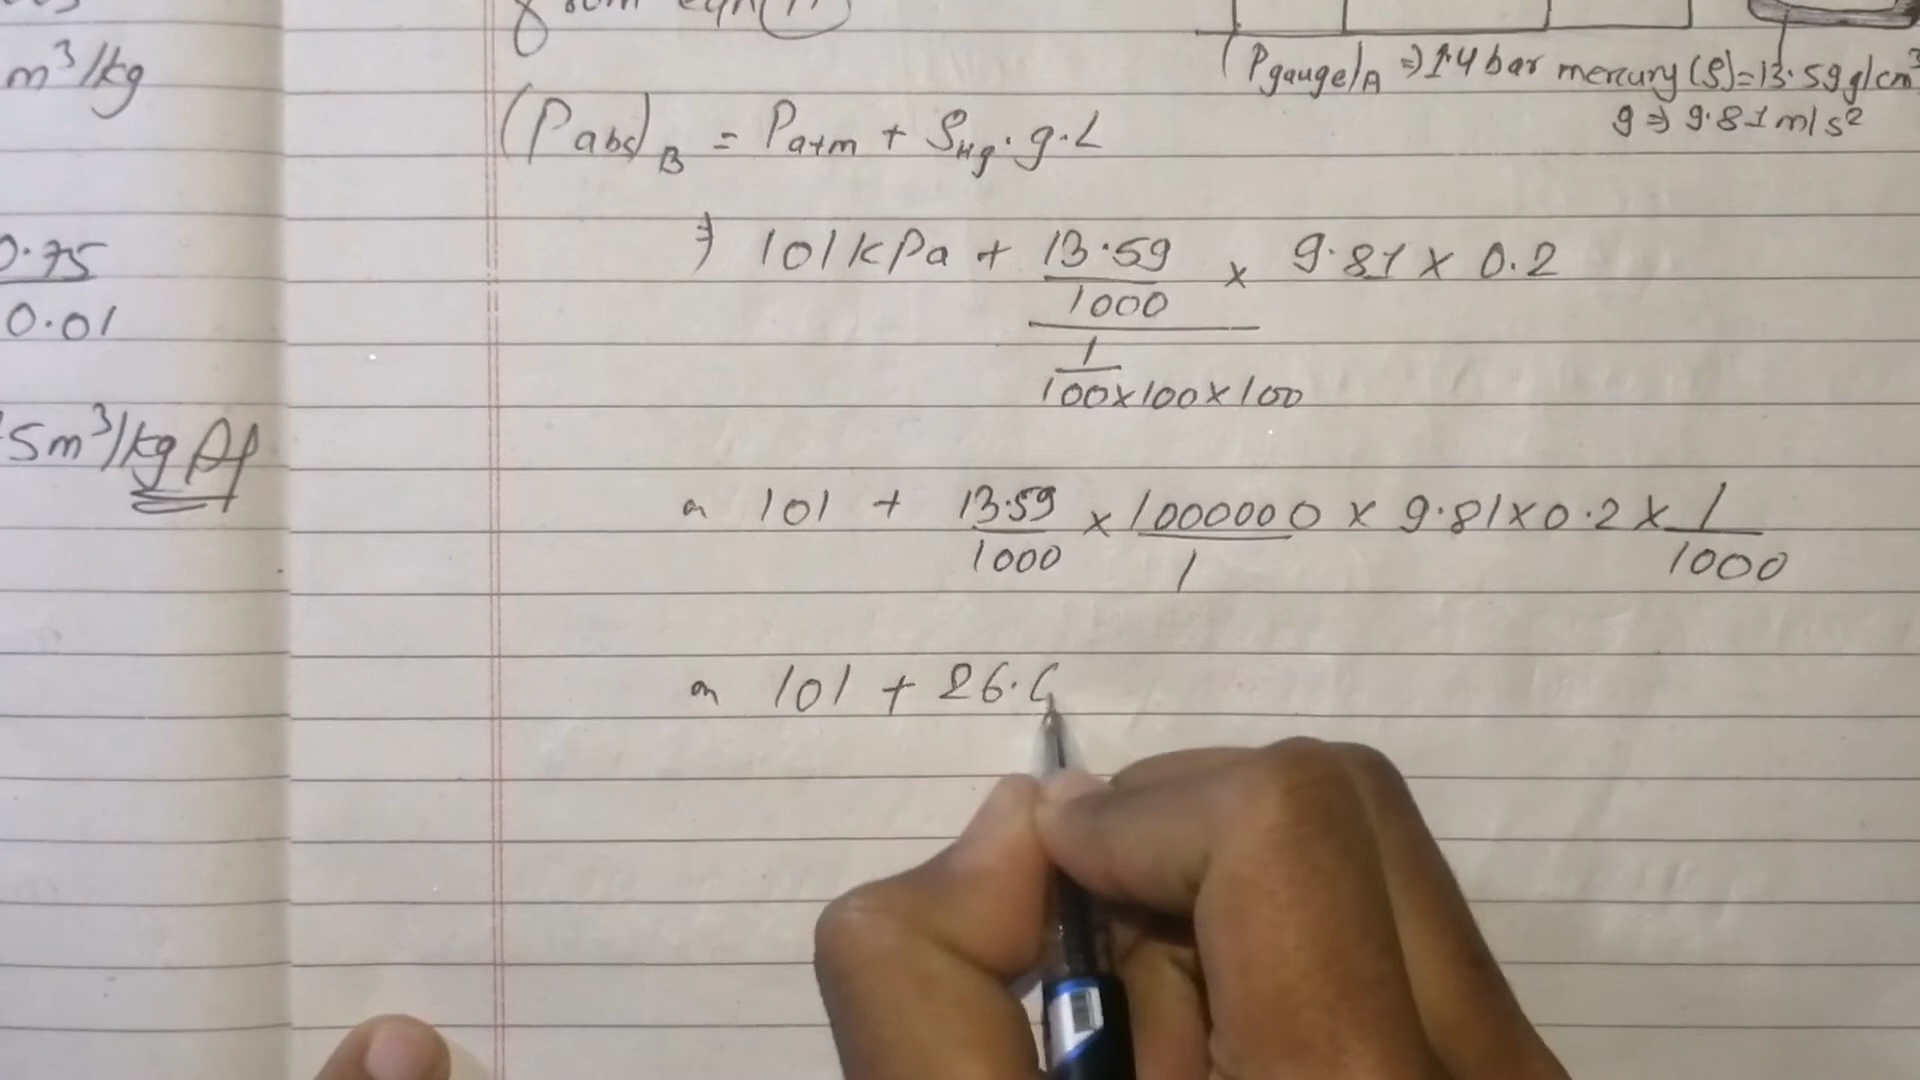 m³/kg
0.75
0.01
5m³/kg
eqn
(Pgauge)A ⇒ 1.4 bar mercury (ρ)=13.59 g/cm³
g ⇒ 9.81 m/s²
(Pabs)B = Patm + ρHg.g.L
⇒ 101 kPa + 13.59/1000 × 9.81 × 0.2
1/100×100×100
101 + 13.59/1000 × 1000000/1 × 9.81×0.2×1/1000
101 + 26.6